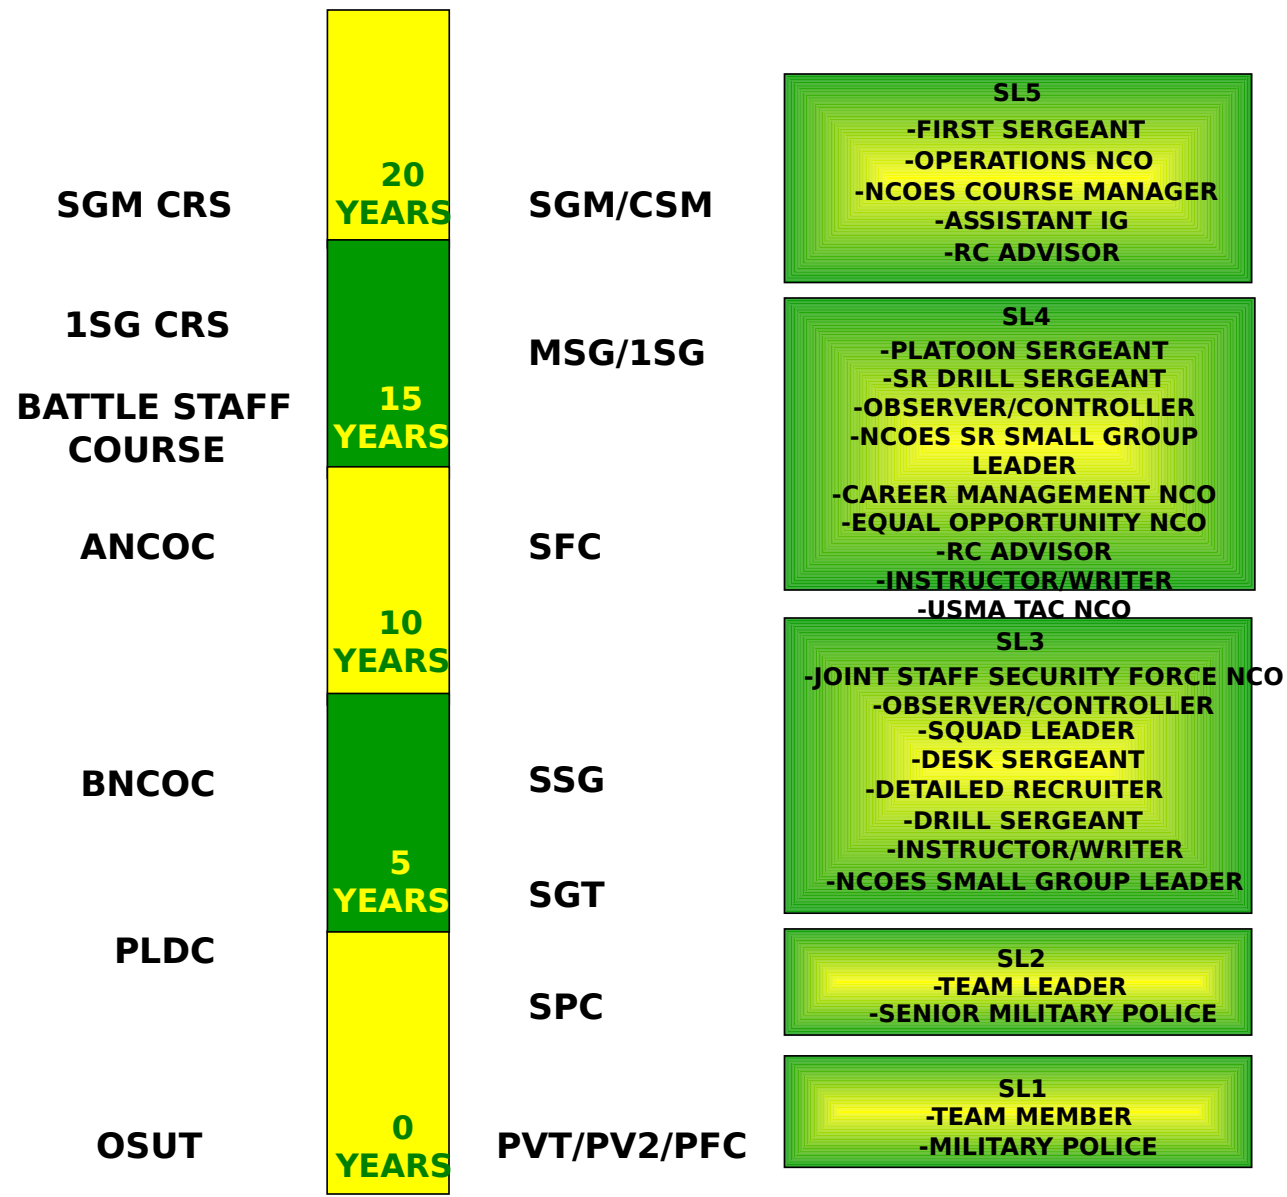 SGM CRS
1SG CRS
BATTLE STAFF
COURSE
ANCOC
BNCOC
PLDC
OSUT
20
YEARS
15
YEARS
10
YEARS
5
YEARS
0
YEARS
SGM/CSM
MSG/1SG
SFC
SSG
SGT
SPC
PVT/PV2/PFC
SL5
-FIRST SERGEANT
-OPERATIONS NCO
-NCOES COURSE MANAGER
-ASSISTANT IG
-RC ADVISOR
SL4
-PLATOON SERGEANT
-SR DRILL SERGEANT
-OBSERVER/CONTROLLER
-NCOES SR SMALL GROUP
LEADER
-CAREER MANAGEMENT NCO
-EQUAL OPPORTUNITY NCO
-RC ADVISOR
-INSTRUCTOR/WRITER
-USMA TAC NCO
SL3
-JOINT STAFF SECURITY FORCE NCO
-OBSERVER/CONTROLLER
-SQUAD LEADER
-DESK SERGEANT
-DETAILED RECRUITER
-DRILL SERGEANT
-INSTRUCTOR/WRITER
-NCOES SMALL GROUP LEADER
SL2
-TEAM LEADER
-SENIOR MILITARY POLICE
SL1
-TEAM MEMBER
-MILITARY POLICE